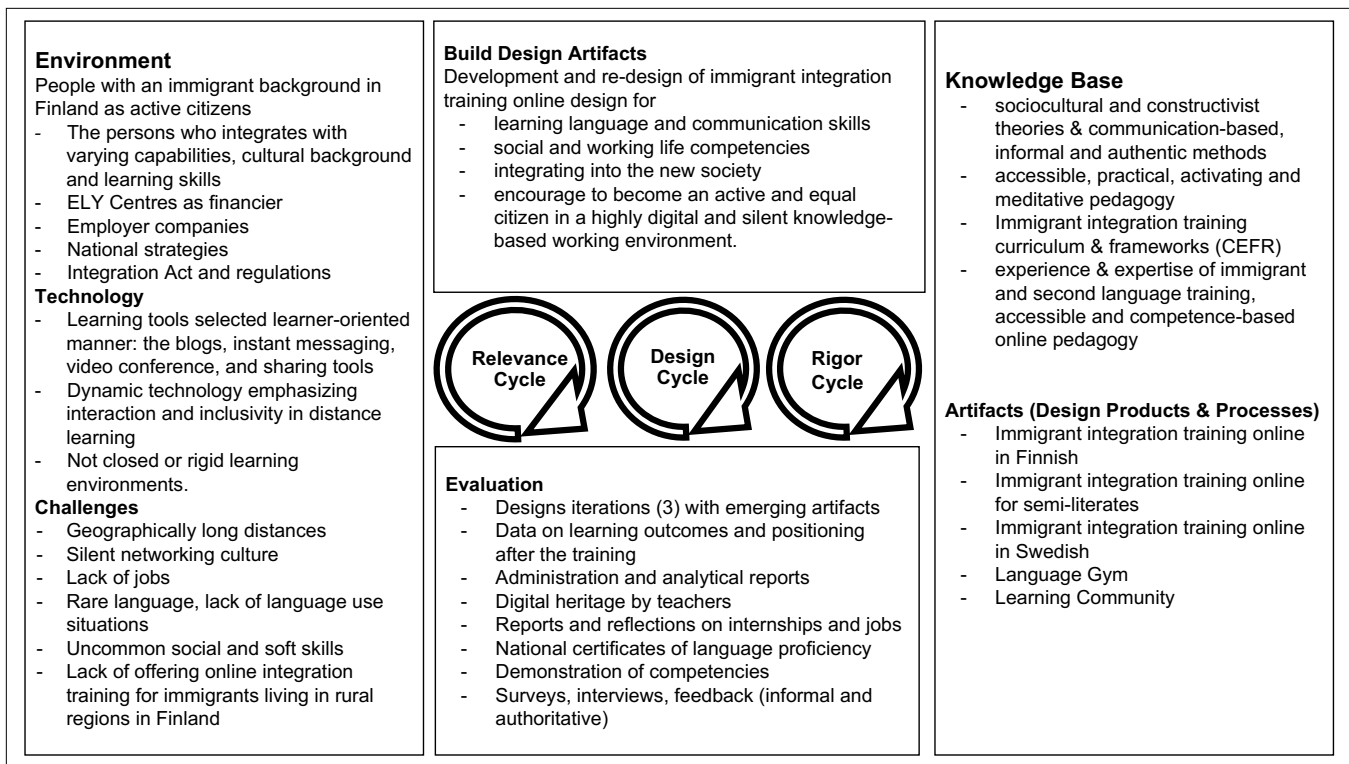 Environment
People with an immigrant background in
Finland as active citizens
- The persons who integrates with
varying capabilities, cultural background
and learning skills
- ELY Centres as financier
- Employer companies
- National strategies
- Integration Act and regulations
Technology
- Learning tools selected learner-oriented
manner: the blogs, instant messaging,
video conference, and sharing tools
- Dynamic technology emphasizing
interaction and inclusivity in distance
learning
- Not closed or rigid learning
environments.
Challenges
- Geographically long distances
- Silent networking culture
- Lack of jobs
- Rare language, lack of language use
situations
- Uncommon social and soft skills
- Lack of offering online integration
training for immigrants living in rural
regions in Finland
Build Design Artifacts
Development and re-design of immigrant integration
training online design for
- learning language and communication skills
- social and working life competencies
- integrating into the new society
- encourage to become an active and equal
citizen in a highly digital and silent knowledge-
based working environment.
Relevance
Cycle
Design
Cycle
Rigor
Cycle
Evaluation
- Designs iterations (3) with emerging artifacts
- Data on learning outcomes and positioning
after the training
- Administration and analytical reports
- Digital heritage by teachers
- Reports and reflections on internships and jobs
- National certificates of language proficiency
- Demonstration of competencies
- Surveys, interviews, feedback (informal and
authoritative)
Knowledge Base
- sociocultural and constructivist
theories & communication-based,
informal and authentic methods
- accessible, practical, activating and
meditative pedagogy
- Immigrant integration training
curriculum & frameworks (CEFR)
- experience & expertise of immigrant
and second language training,
accessible and competence-based
online pedagogy
Artifacts (Design Products & Processes)
- Immigrant integration training online
in Finnish
- Immigrant integration training online
for semi-literates
- Immigrant integration training online
in Swedish
- Language Gym
- Learning Community